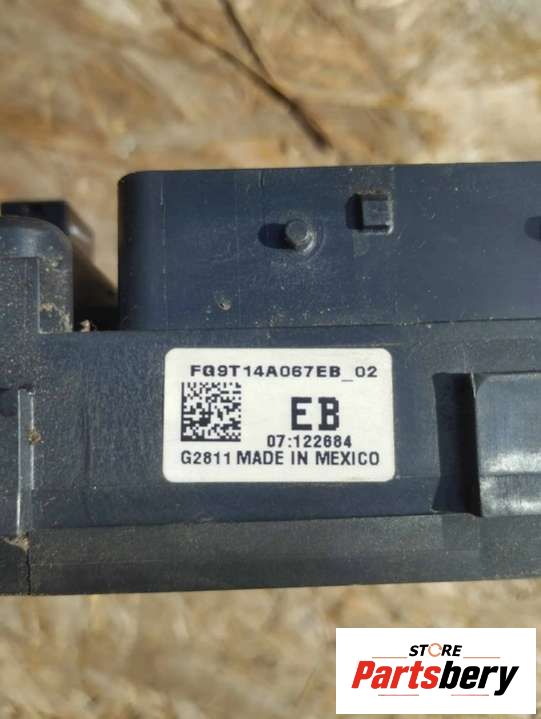 FG9T14A067EB_02
EB
07:122684
G2811 MADE IN MEXICO
STORE
Partsbery